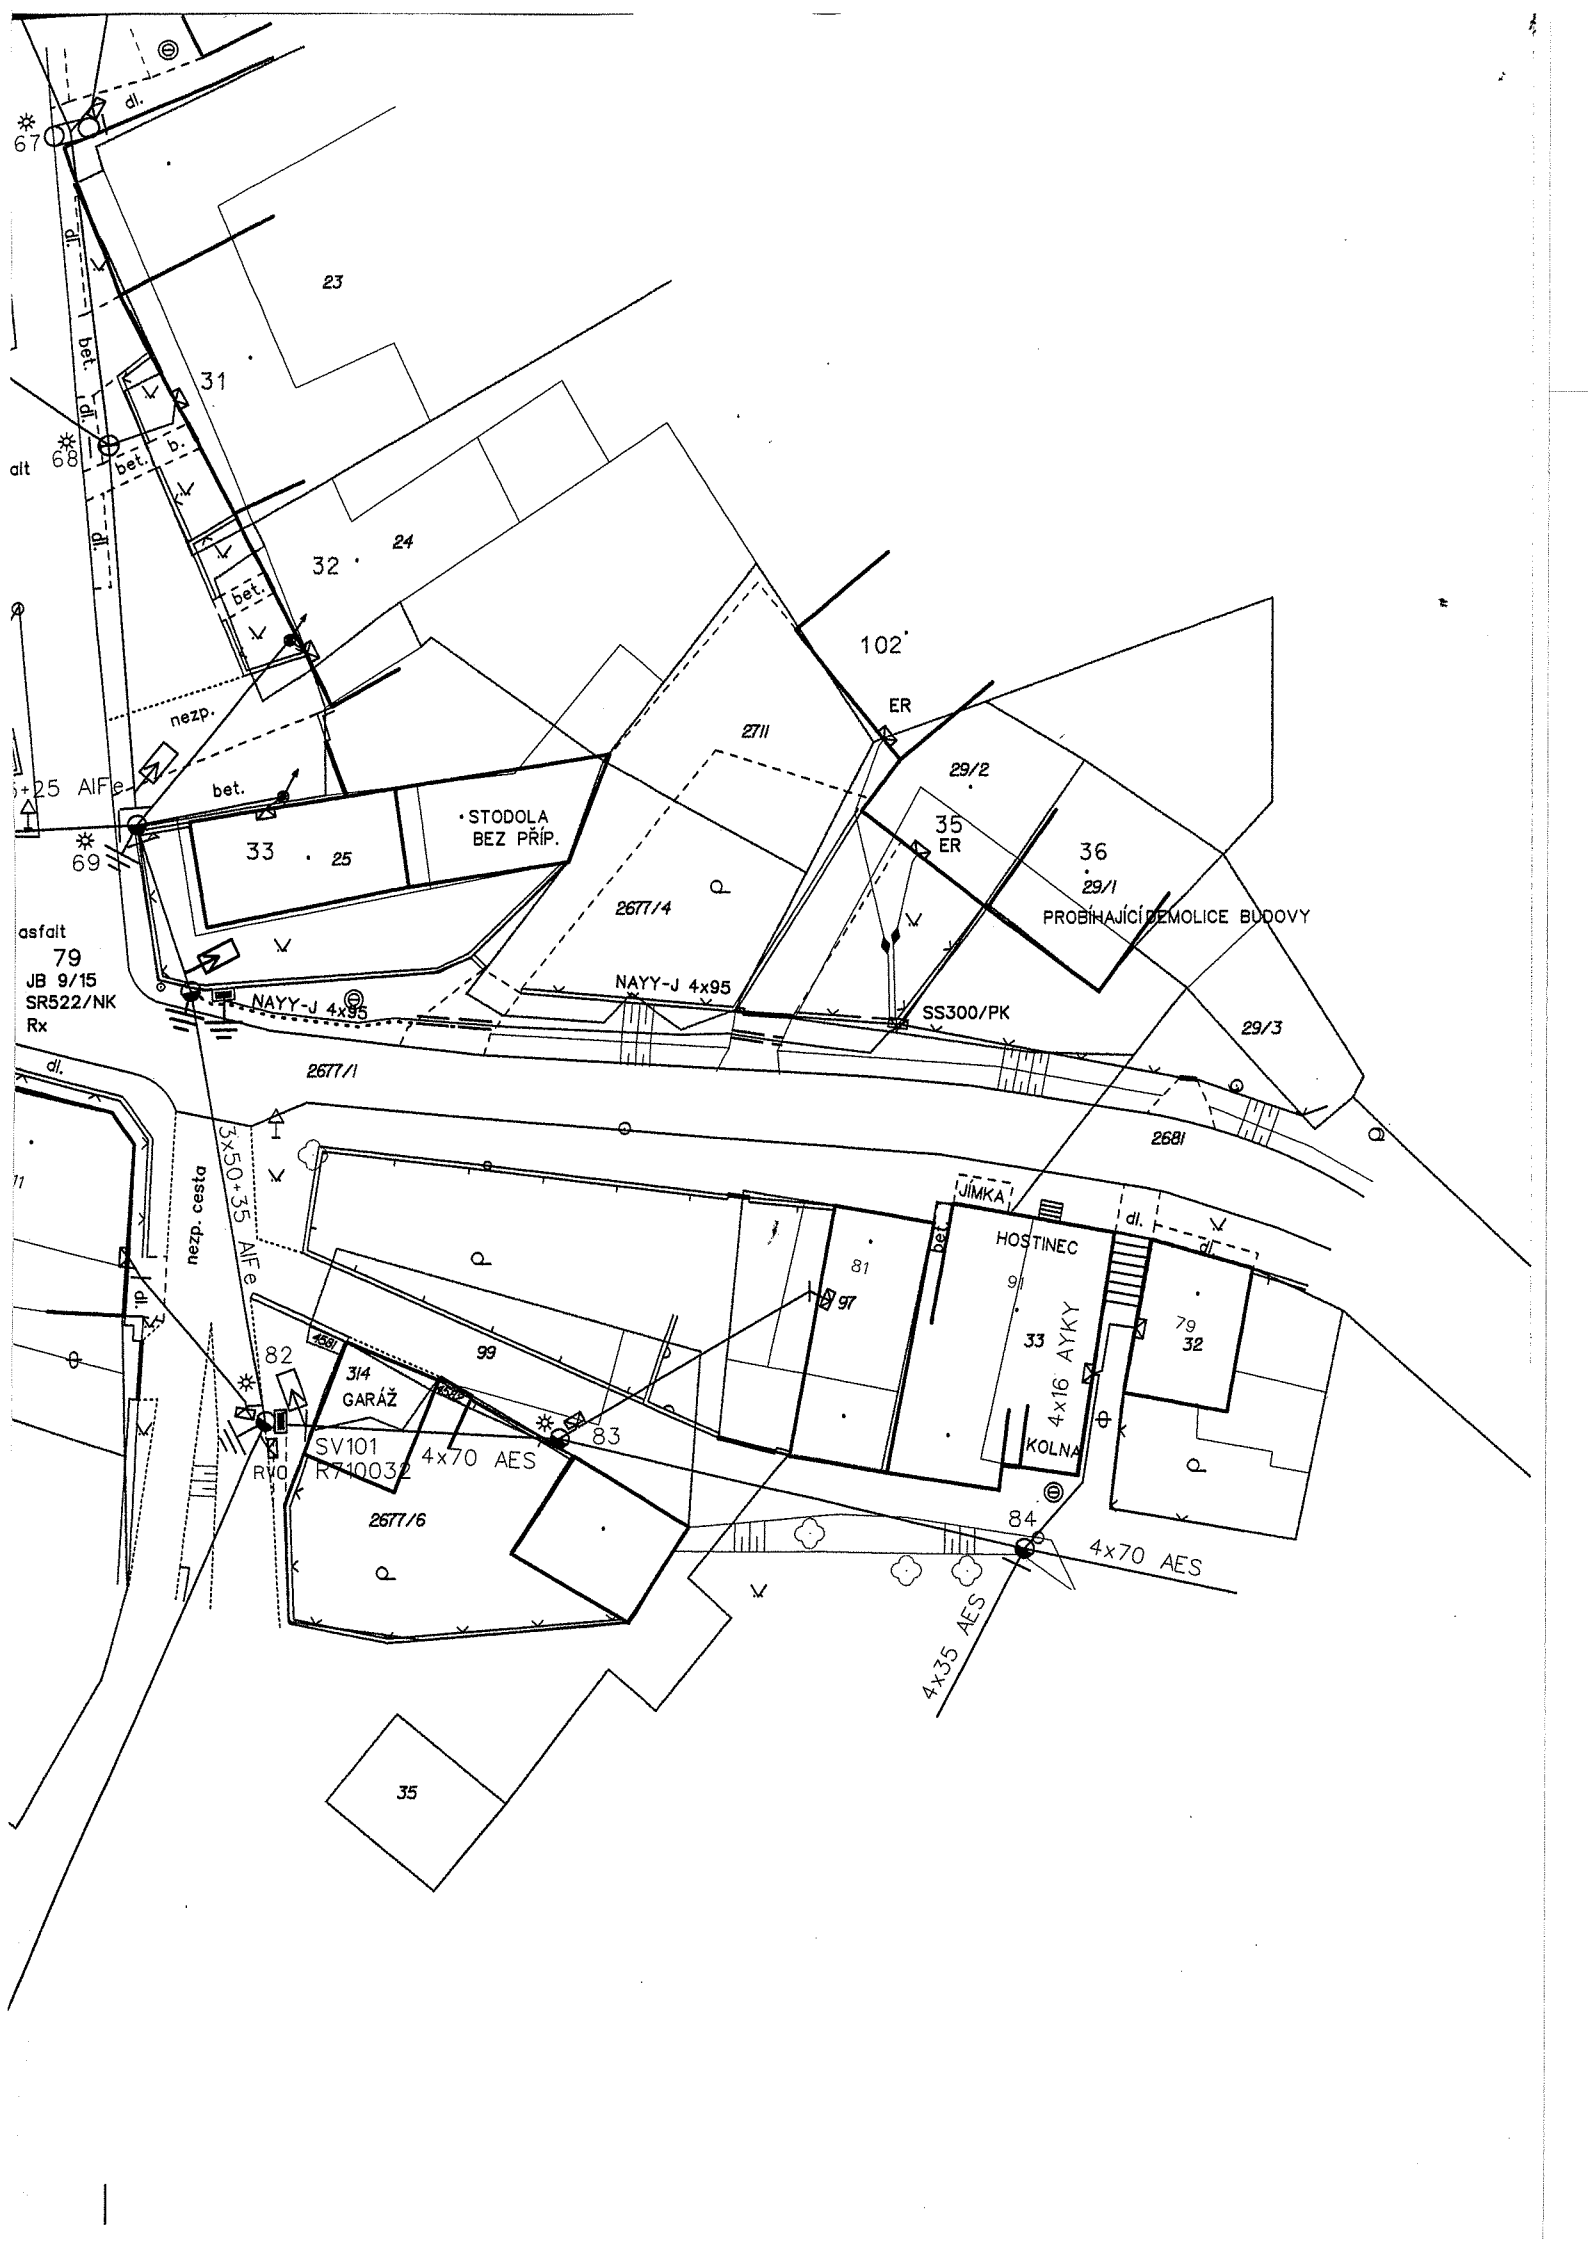 dl.
67
dl.
23
bet.
31
dl.
68
bet.
b.
alt
dl.
32
24
bet.
102
nezp.
ER
2711
29/2
+25 AlFe
bet.
STODOLA
BEZ PŘÍP.
35
ER
36
69
33
25
29/1
2677/4
PROBÍHAJÍCÍ DEMOLICE BUDOVY
asfalt
79
JB 9/15
SR522/NK
Rx
NAYY-J 4x95
NAYY-J 4x95
SS300/PK
29/3
dl.
2677/1
2681
3x50+35 AlFe
nezp. cesta
JÍMKA
dl.
bet.
HOSTINEC
dl.
81
91
dl.
97
79
33
32
4x16 AYKY
4581
99
82
314
GARÁŽ
83
SV101
R710032
4x70 AES
KOLNA
RVO
2677/6
84
4x70 AES
4x35 AES
35